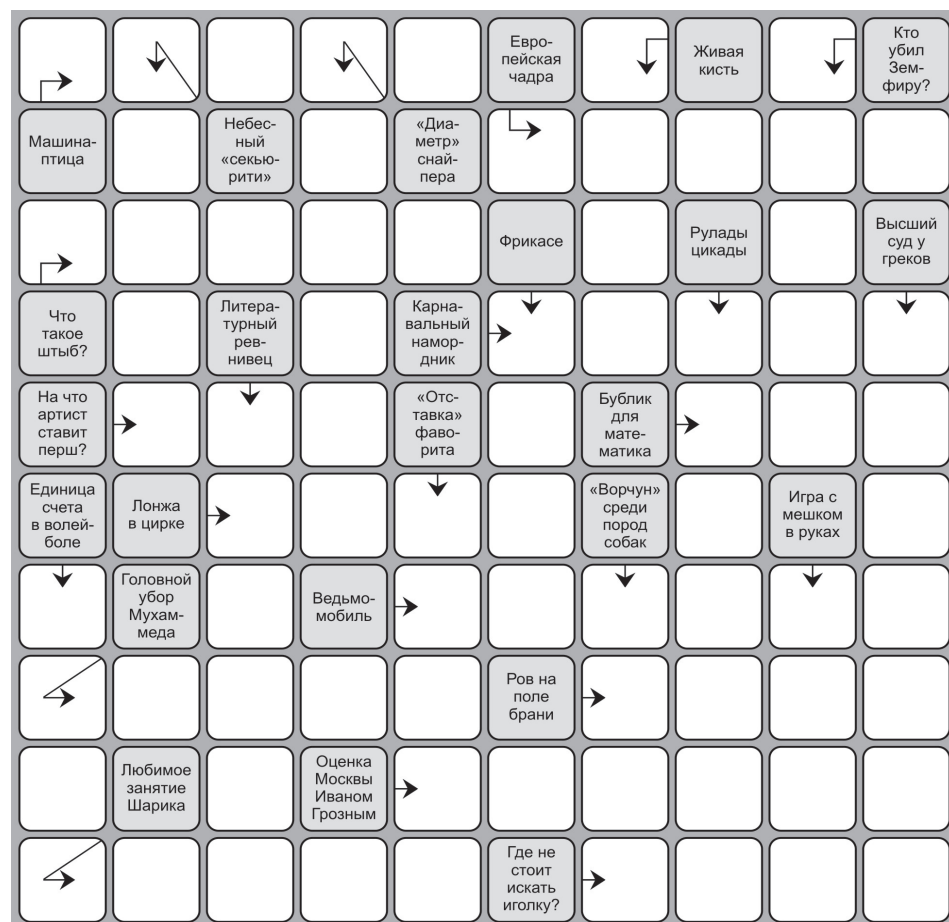 Евро-
пейская
чадра
Живая
кисть
Кто
убил
Зем-
фиру?
Машина-
птица
Небес-
ный
«секью-
рити»
«Диа-
метр»
снай-
пера
Фрикасе
Рулады
цикады
Высший
суд у
греков
Что
такое
штыб?
Литера-
турный
рев-
нивец
Карна-
вальный
намор-
дник
На что
артист
ставит
перш?
«Отс-
тавка»
фаво-
рита
Бублик
для
мате-
матика
Единица
счета
в волей-
боле
Лонжа
в цирке
«Ворчун»
среди
пород
собак
Игра с
мешком
в руках
Головной
убор
Мухам-
меда
Ведьмо-
мобиль
Ров на
поле
брани
Любимое
занятие
Шарика
Оценка
Москвы
Иваном
Грозным
Где не
стоит
искать
иголку?